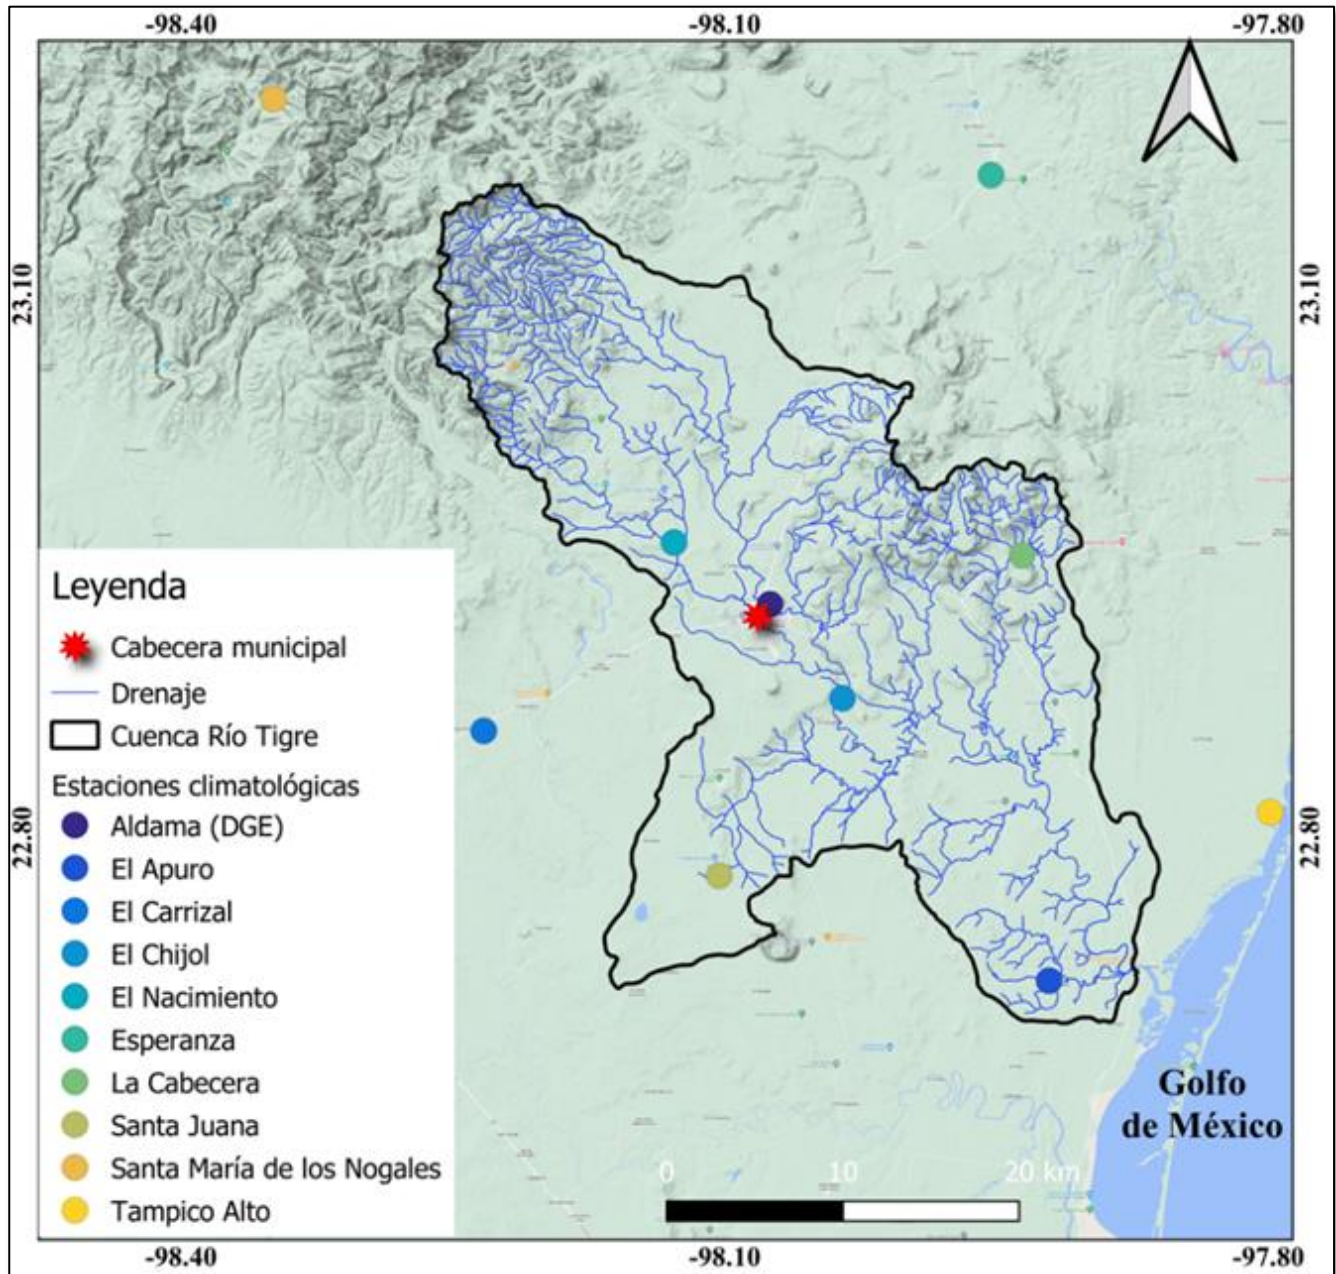 -98.40 -98.10 -97.80
23.10 23.10
Leyenda
Cabecera municipal
Drenaje
Cuenca Río Tigre
Estaciones climatológicas
Aldama (DGE)
El Apuro
El Carrizal
El Chijol
El Nacimiento
Esperanza
La Cabecera
Santa Juana
Santa María de los Nogales
Tampico Alto
22.80 22.80
Golfo
de México
0 10 20 km
-98.40 -98.10 -97.80